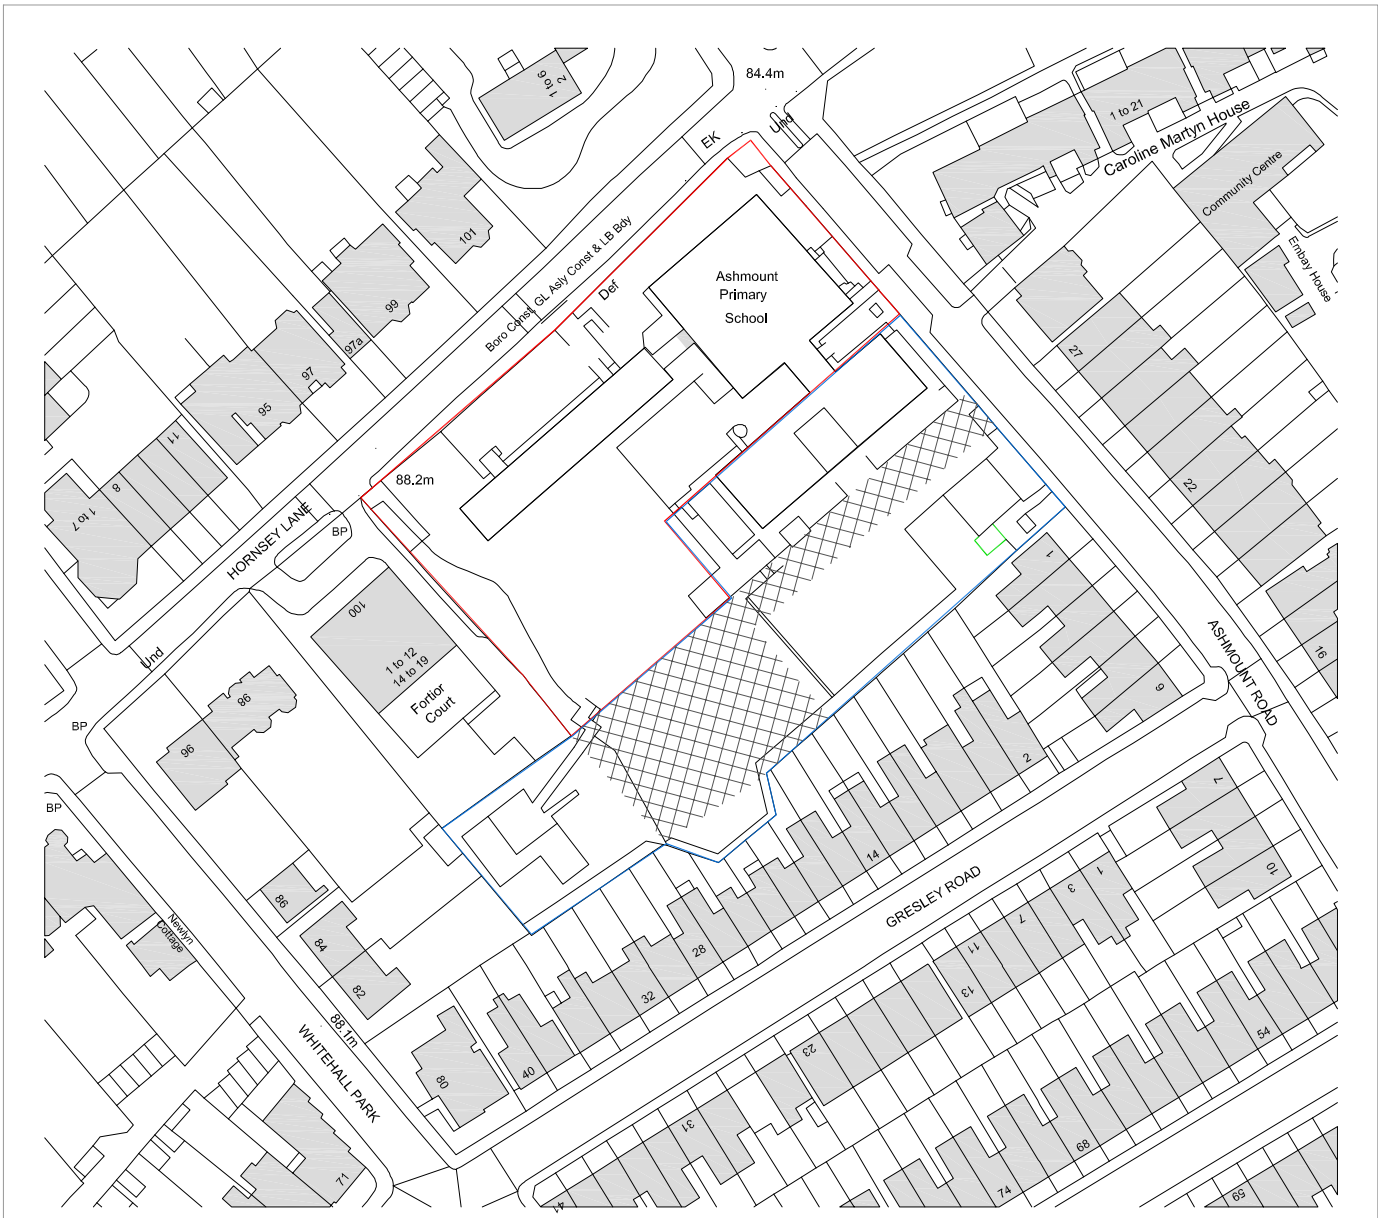 84.4m
1 to 6
2
Und
EK
1 to 21
Caroline Martyn House
Community Centre
Embay House
101
Boro Const, GL Asly Const & LB Bdy
Def
Ashmount
Primary
School
99
97a
97
95
11
8
1 to 7
27
22
88.2m
HORNSEY LANE
BP
100
1 to 12
14 to 19
Fortior
Court
Und
BP
98
96
BP
1
9
16
ASHMOUNT ROAD
2
7
10
14
GRESLEY ROAD
1
3
7
11
13
28
32
40
86
84
82
Newlyn
Cottage
88.1m
WHITEHALL PARK
80
71
23
31
41
54
68
74
59